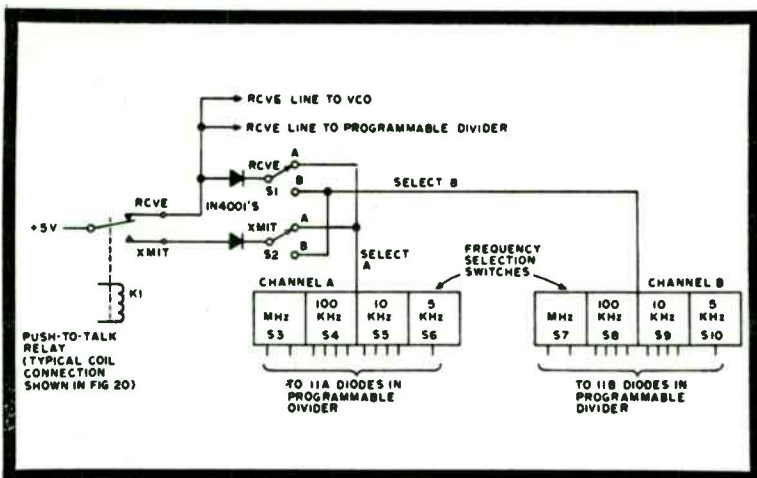 RCVE LINE TO VCO
RCVE LINE TO PROGRAMMABLE DIVIDER
RCVE
A
B
S1
SELECT B
RCVE
1N4001'S
+5V
XMIT
XMIT
A
B
S2
SELECT
A
FREQUENCY
SELECTION
SWITCHES
K1
PUSH-TO-TALK
RELAY
(TYPICAL COIL
CONNECTION
SHOWN IN FIG 20)
CHANNEL A
MHz
S3
100
KHz
S4
10
KHz
S5
5
KHz
S6
TO 11A DIODES IN
PROGRAMMABLE
DIVIDER
CHANNEL B
MHz
S7
100
KHz
S8
10
KHz
S9
5
KHz
S10
TO 11B DIODES IN
PROGRAMMABLE
DIVIDER